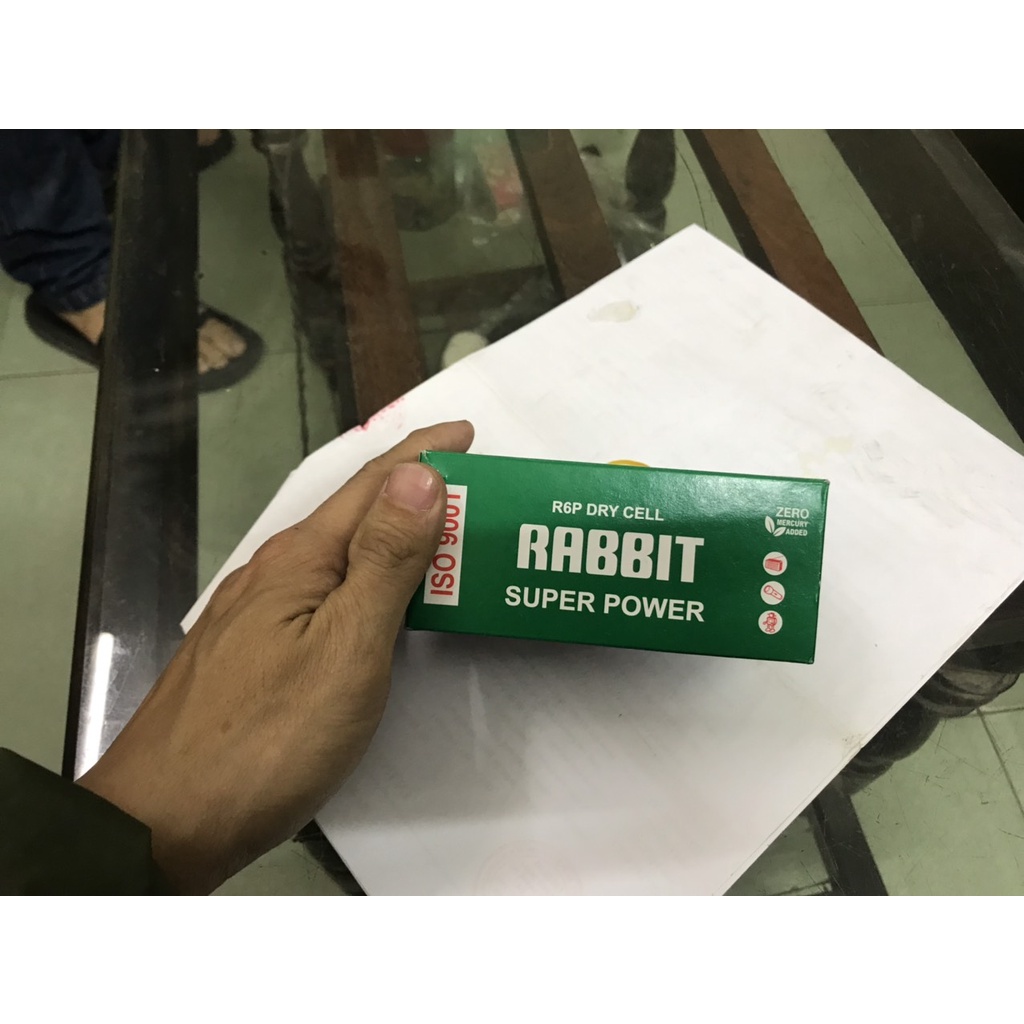 ISO 9001
R6P DRY CELL
RABBIT
SUPER POWER
ZERO
MERCURY
ADDED